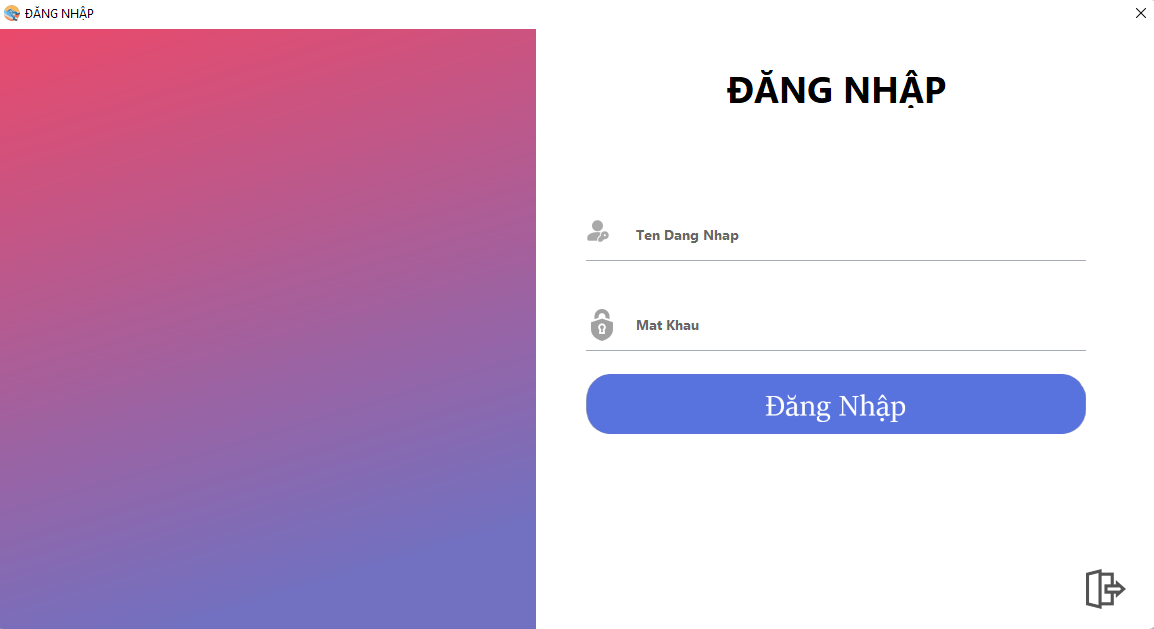 ĐĂNG NHẬP
ĐĂNG NHẬP
Ten Dang Nhap
Mat Khau
Đăng Nhập